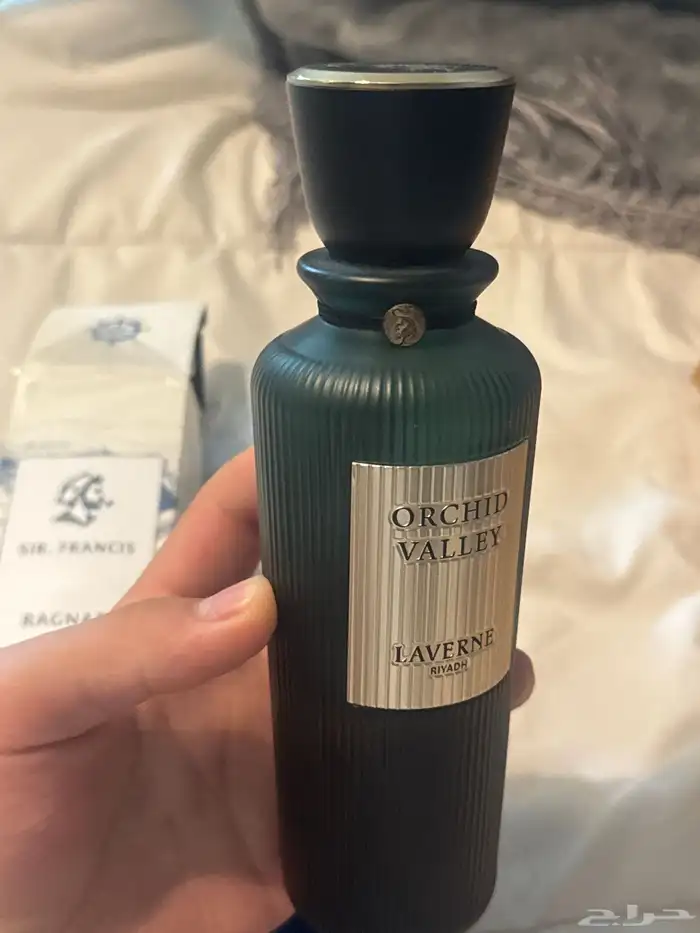 ORCHID
VALLEY
LAVERNE
RIYADH
SIR. FRANCIS
حراج